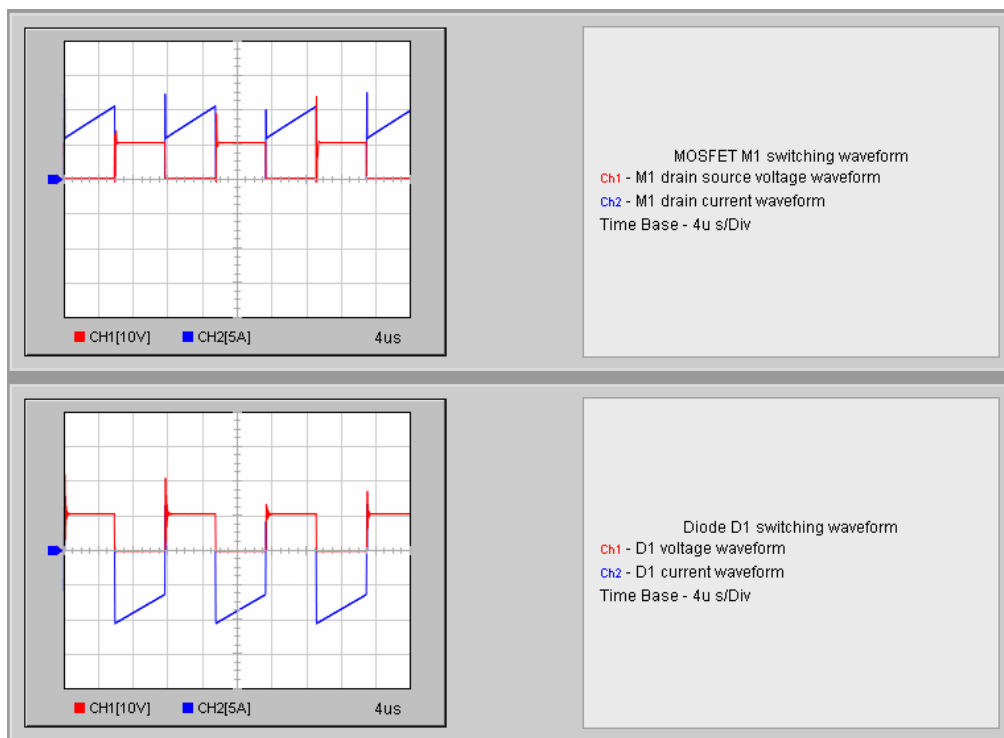 CH1[10V] CH2[5A] 4us
MOSFET M1 switching waveform
Ch1 - M1 drain source voltage waveform
Ch2 - M1 drain current waveform
Time Base - 4u s/Div
CH1[10V] CH2[5A] 4us
Diode D1 switching waveform
Ch1 - D1 voltage waveform
Ch2 - D1 current waveform
Time Base - 4u s/Div